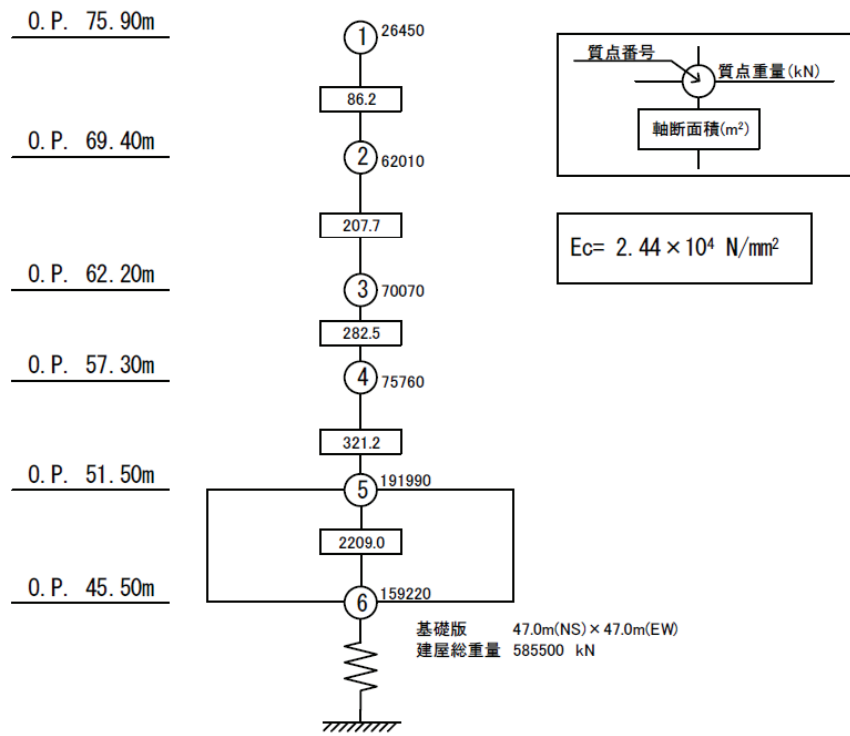 O.P. 75.90m
1 26450
質点番号
質点重量(kN)
軸断面積(m²)
86.2
O.P. 69.40m
2 62010
207.7
Ec= 2.44×10⁴ N/mm²
O.P. 62.20m
3 70070
282.5
O.P. 57.30m
4 75760
321.2
O.P. 51.50m
5 191990
2209.0
O.P. 45.50m
6 159220
基礎版 47.0m(NS)×47.0m(EW)
建屋総重量 585500 kN